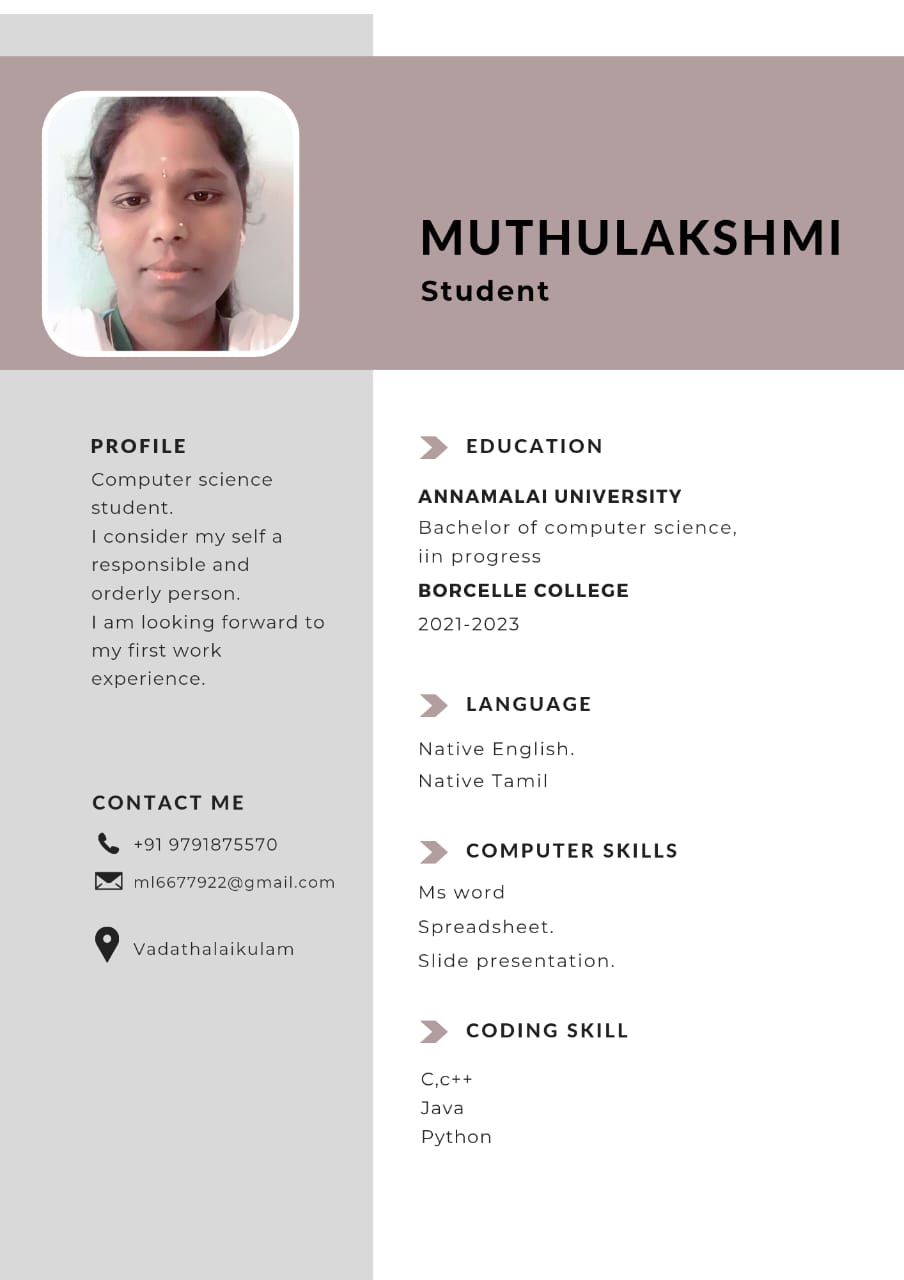 MUTHULAKSHMI
Student
PROFILE
Computer science
student.
I consider my self a
responsible and
orderly person.
I am looking forward to
my first work
experience.
CONTACT ME
+91 9791875570
ml6677922@gmail.com
Vadathalaikulam
EDUCATION
ANNAMALAI UNIVERSITY
Bachelor of computer science,
iin progress
BORCELLE COLLEGE
2021-2023
LANGUAGE
Native English.
Native Tamil
COMPUTER SKILLS
Ms word
Spreadsheet.
Slide presentation.
CODING SKILL
C,c++
Java
Python